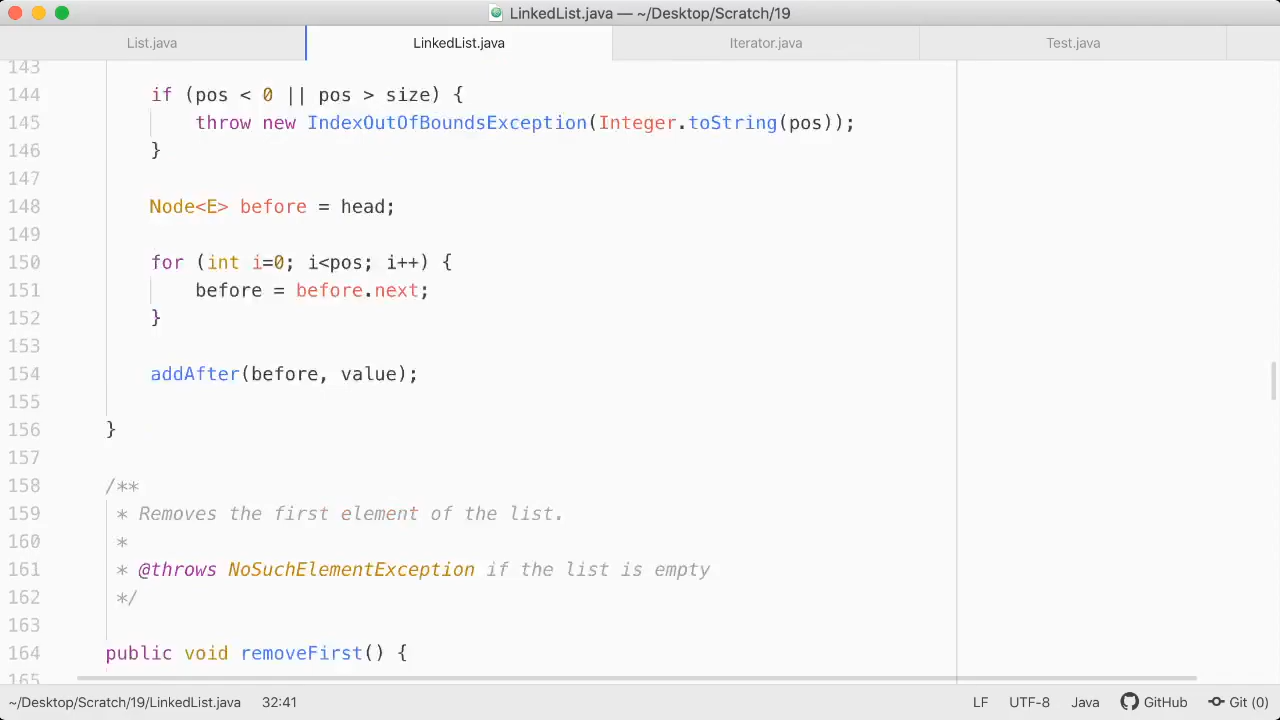 LinkedList.java — ~/Desktop/Scratch/19
List.java LinkedList.java Iterator.java Test.java
143
144 if (pos < 0 || pos > size) {
145 throw new IndexOutOfBoundsException(Integer.toString(pos));
146 }
147
148 Node<E> before = head;
149
150 for (int i=0; i<pos; i++) {
151 before = before.next;
152 }
153
154 addAfter(before, value);
155
156 }
157
158 /**
159 * Removes the first element of the list.
160 *
161 * @throws NoSuchElementException if the list is empty
162 */
163
164 public void removeFirst() {
165
~/Desktop/Scratch/19/LinkedList.java 32:41 LF UTF-8 Java GitHub Git (0)